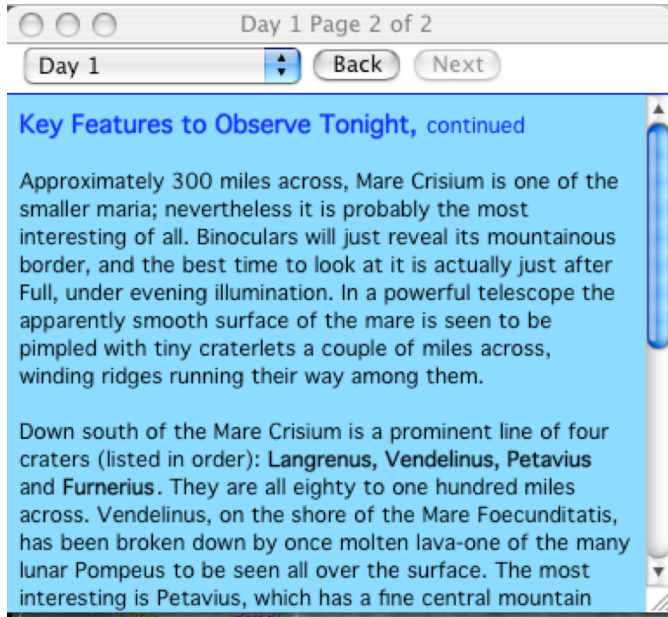 Day 1 Page 2 of 2
Day 1 Back Next
Key Features to Observe Tonight, continued
Approximately 300 miles across, Mare Crisium is one of the
smaller maria; nevertheless it is probably the most
interesting of all. Binoculars will just reveal its mountainous
border, and the best time to look at it is actually just after
Full, under evening illumination. In a powerful telescope the
apparently smooth surface of the mare is seen to be
pimpled with tiny craterlets a couple of miles across,
winding ridges running their way among them.
Down south of the Mare Crisium is a prominent line of four
craters (listed in order): Langrenus, Vendelinus, Petavius
and Furnerius. They are all eighty to one hundred miles
across. Vendelinus, on the shore of the Mare Foecunditatis,
has been broken down by once molten lava-one of the many
lunar Pompeus to be seen all over the surface. The most
interesting is Petavius, which has a fine central mountain